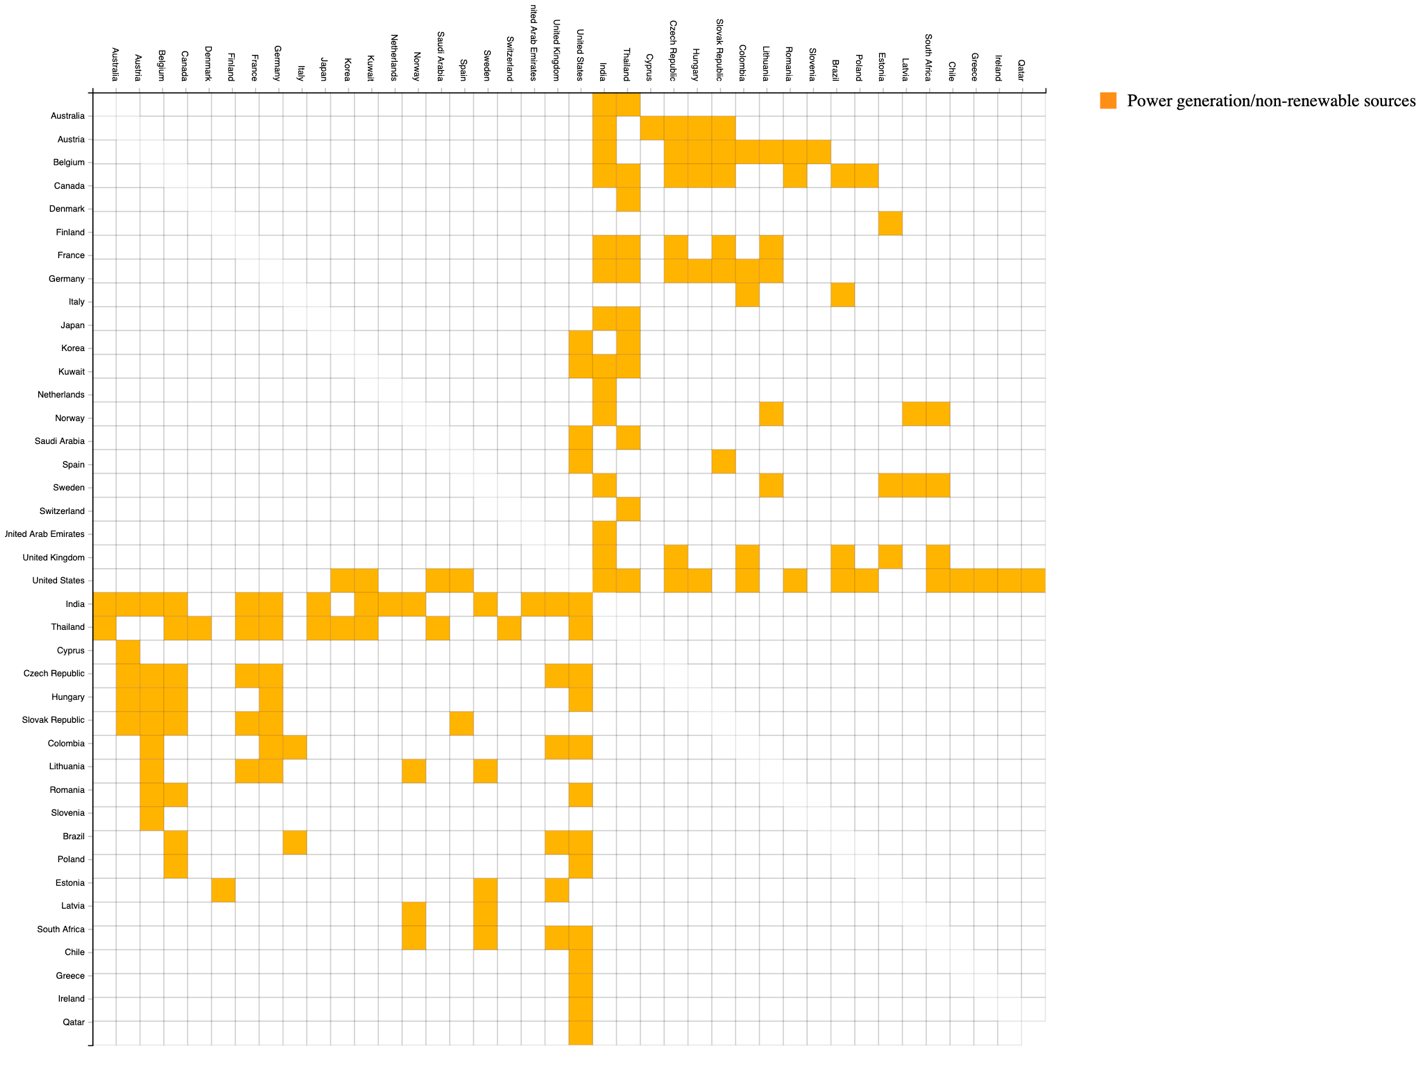 Australia
Austria
Belgium
Canada
Denmark
Finland
France
Germany
Italy
Japan
Korea
Kuwait
Netherlands
Norway
Saudi Arabia
Spain
Sweden
Switzerland
nited Arab Emirates
United Kingdom
United States
India
Thailand
Cyprus
Czech Republic
Hungary
Slovak Republic
Colombia
Lithuania
Romania
Slovenia
Brazil
Poland
Estonia
Latvia
South Africa
Chile
Greece
Ireland
Qatar
Power generation/non-renewable sources
Australia
Austria
Belgium
Canada
Denmark
Finland
France
Germany
Italy
Japan
Korea
Kuwait
Netherlands
Norway
Saudi Arabia
Spain
Sweden
Switzerland
United Arab Emirates
United Kingdom
United States
India
Thailand
Cyprus
Czech Republic
Hungary
Slovak Republic
Colombia
Lithuania
Romania
Slovenia
Brazil
Poland
Estonia
Latvia
South Africa
Chile
Greece
Ireland
Qatar